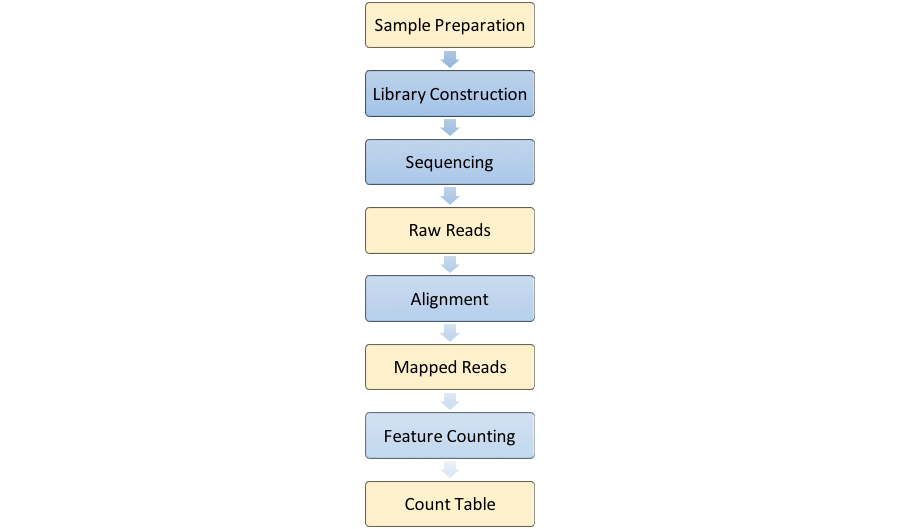 Sample Preparation
Library Construction
Sequencing
Raw Reads
Alignment
Mapped Reads
Feature Counting
Count Table